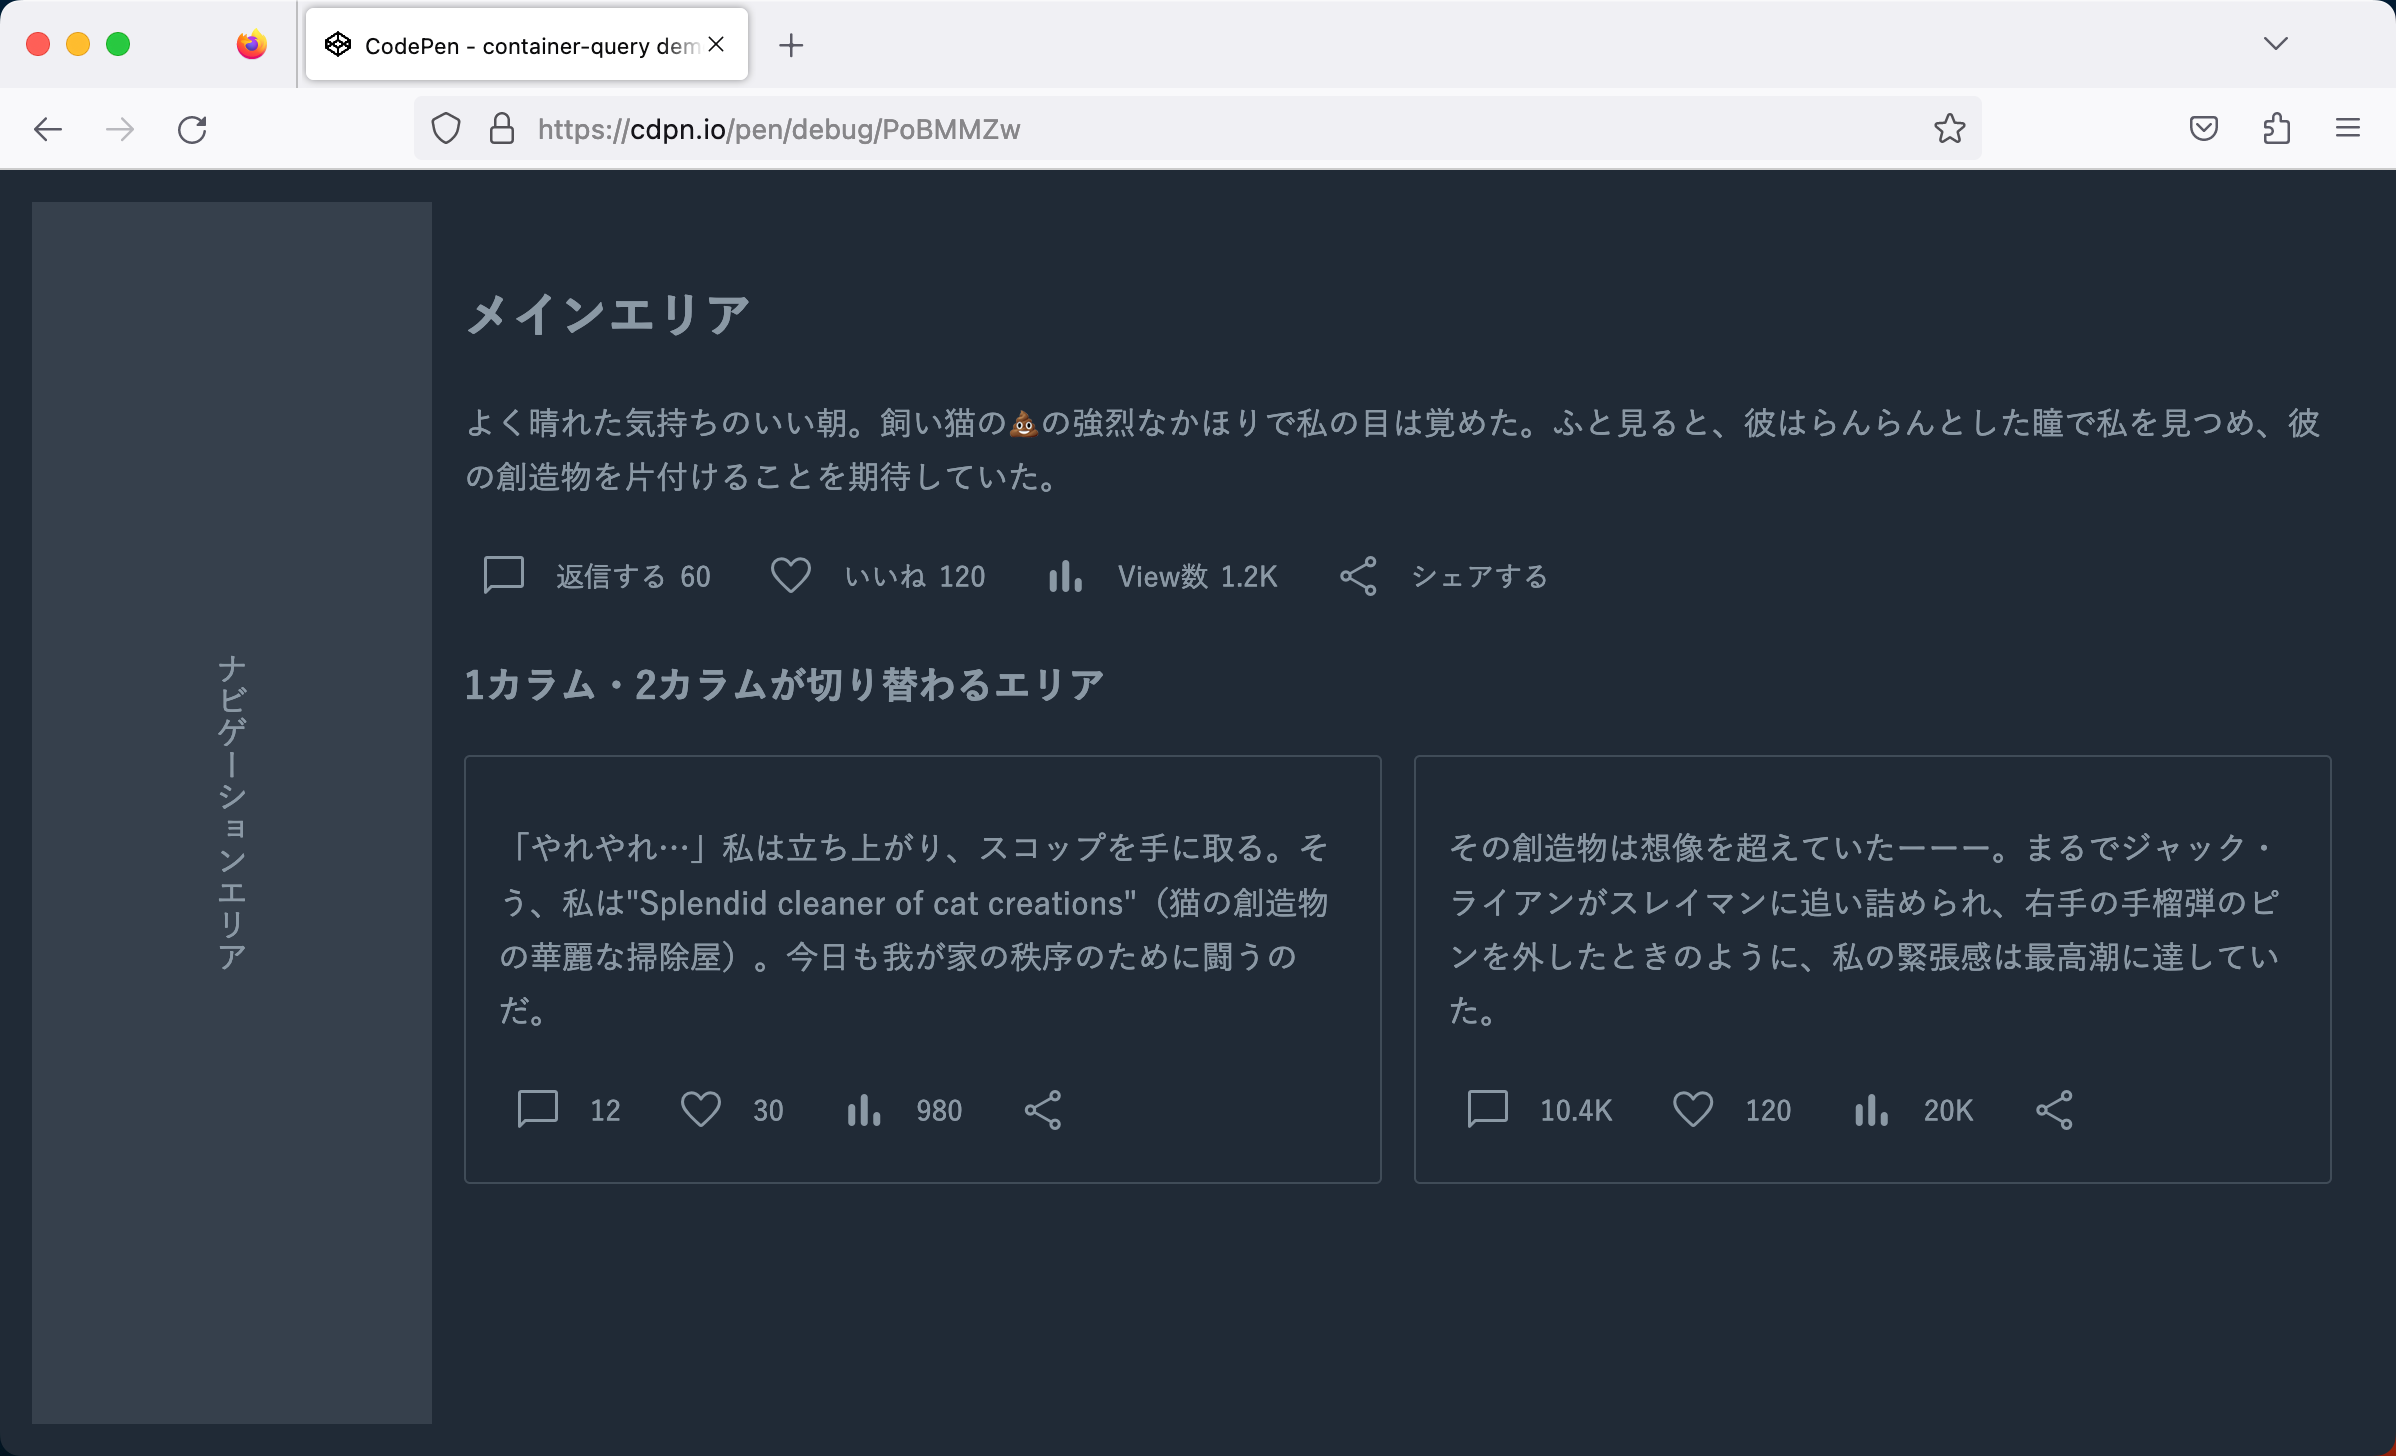 CodePen - container-query dem
https://cdpn.io/pen/debug/PoBMMZw
ナビゲーションエリア
メインエリア
よく晴れた気持ちのいい朝。飼い猫の💩の強烈なかほりで私の目は覚めた。ふと見ると、彼はらんらんとした瞳で私を見つめ、彼
の創造物を片付けることを期待していた。
返信する 60 いいね 120 View数 1.2K シェアする
1カラム・2カラムが切り替わるエリア
「やれやれ…」私は立ち上がり、スコップを手に取る。そ
う、私は"Splendid cleaner of cat creations"（猫の創造物
の華麗な掃除屋）。今日も我が家の秩序のために闘うの
だ。
12 30 980
その創造物は想像を超えていたーーー。まるでジャック・
ライアンがスレイマンに追い詰められ、右手の手榴弾のピ
ンを外したときのように、私の緊張感は最高潮に達してい
た。
10.4K 120 20K